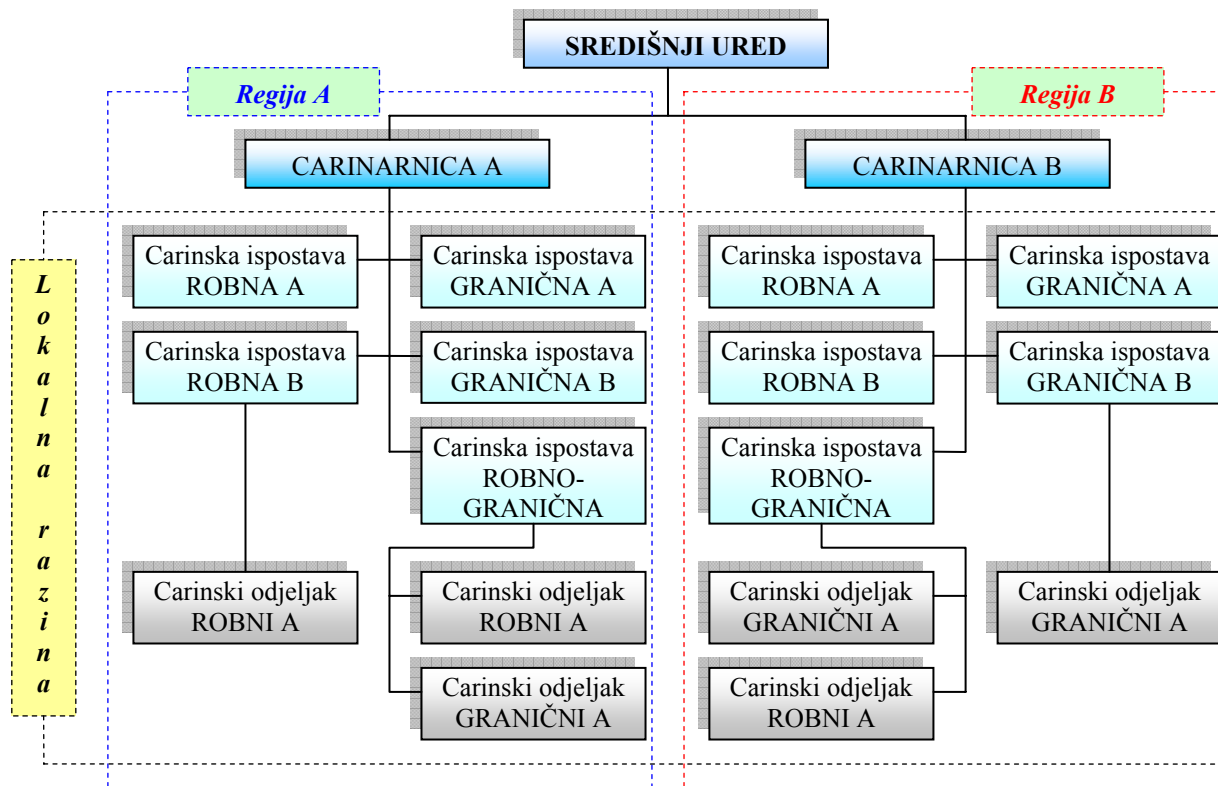 SREDIŠNJI URED
Regija A
Regija B
CARINARNICA A
CARINARNICA B
Lokalna razina
Carinska ispostava
ROBNA A
Carinska ispostava
GRANIČNA A
Carinska ispostava
ROBNA A
Carinska ispostava
GRANIČNA A
Carinska ispostava
ROBNA B
Carinska ispostava
GRANIČNA B
Carinska ispostava
ROBNA B
Carinska ispostava
GRANIČNA B
Carinska ispostava
ROBNO-
GRANIČNA
Carinska ispostava
ROBNO-
GRANIČNA
Carinski odjeljak
ROBNI A
Carinski odjeljak
ROBNI A
Carinski odjeljak
GRANIČNI A
Carinski odjeljak
GRANIČNI A
Carinski odjeljak
GRANIČNI A
Carinski odjeljak
ROBNI A